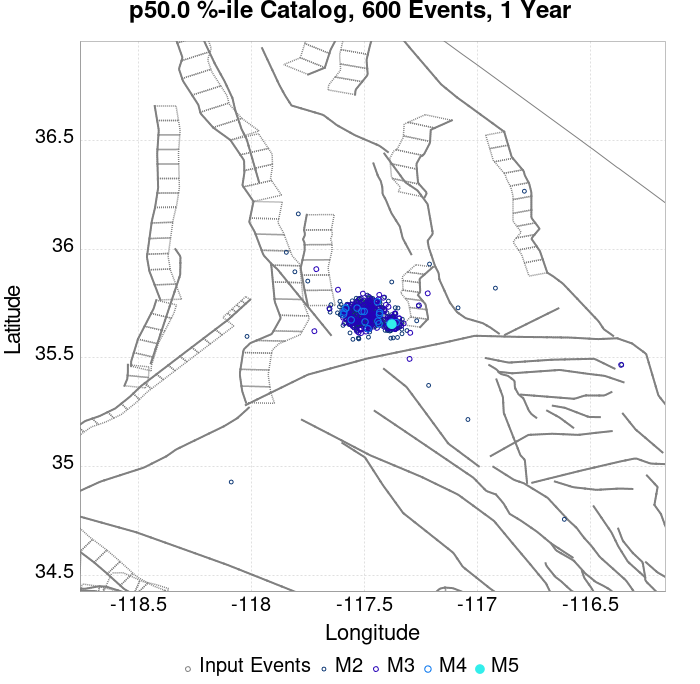 p50.0 %-ile Catalog, 600 Events, 1 Year
36.5
36
35.5
35
34.5
Latitude
-118.5 -118 -117.5 -117 -116.5
Longitude
Input Events M2 M3 M4 M5